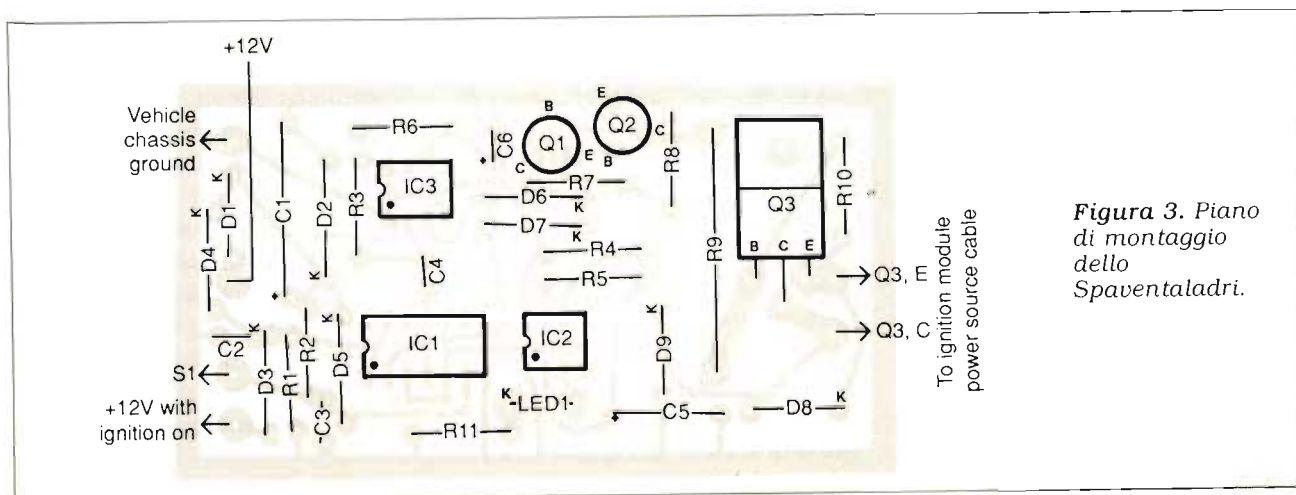 +12V
Vehicle
chassis
ground
K
D1
K
D4
C1
D2
K
R3
R6
IC3
C6
B
Q1
C
E
E
Q2
C
B
R8
R7
D6
K
D7
K
R4
R5
C4
R9
Q3
B C E
R10
Q3, E
Q3, C
To ignition module
power source cable
C2
K
D3
R1
R2
K
D5
IC1
IC2
K
D9
S1
+12V with
ignition on
C3
K
LED1
R11
C5
D8
K
Figura 3. Piano
di montaggio
dello
Spaventaladri.